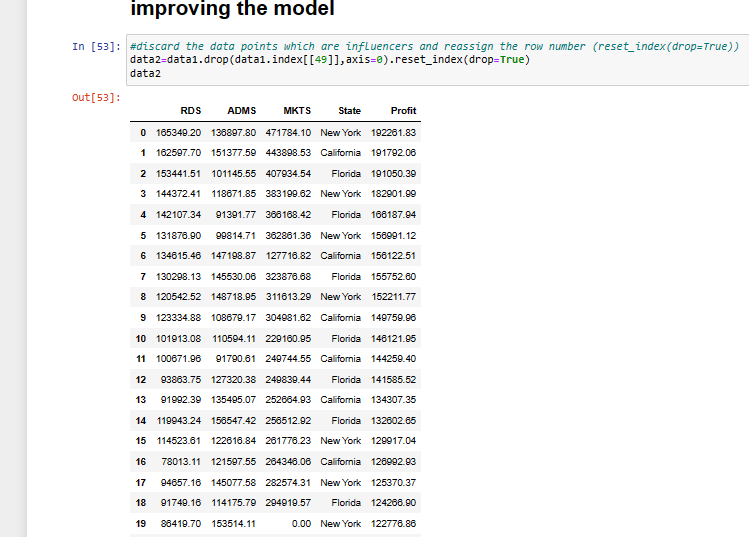 improving the model
In [53]: #discard the data points which are influencers and reassign the row number (reset_index(drop=True))
data2=data1.drop(data1.index[[49]],axis=0).reset_index(drop=True)
data2
Out[53]:
RDS ADMS MKTS State Profit
0 165349.20 136897.80 471784.10 New York 192261.83
1 162597.70 151377.59 443898.53 California 191792.06
2 153441.51 101145.55 407934.54 Florida 191050.39
3 144372.41 118671.85 383199.62 New York 182901.99
4 142107.34 91391.77 366168.42 Florida 166187.94
5 131876.90 99814.71 362861.36 New York 156991.12
6 134615.46 147198.87 127716.82 California 156122.51
7 130298.13 145530.06 323876.68 Florida 155752.60
8 120542.52 148718.95 311613.29 New York 152211.77
9 123334.88 108679.17 304981.62 California 149759.96
10 101913.08 110594.11 229160.95 Florida 146121.95
11 100671.96 91790.61 249744.55 California 144259.40
12 93863.75 127320.38 249839.44 Florida 141585.52
13 91992.39 135495.07 252664.93 California 134307.35
14 119943.24 156547.42 256512.92 Florida 132602.65
15 114523.61 122616.84 261776.23 New York 129917.04
16 78013.11 121597.55 264346.06 California 126992.93
17 94657.16 145077.58 282574.31 New York 125370.37
18 91749.16 114175.79 294919.57 Florida 124266.90
19 86419.70 153514.11 0.00 New York 122776.86